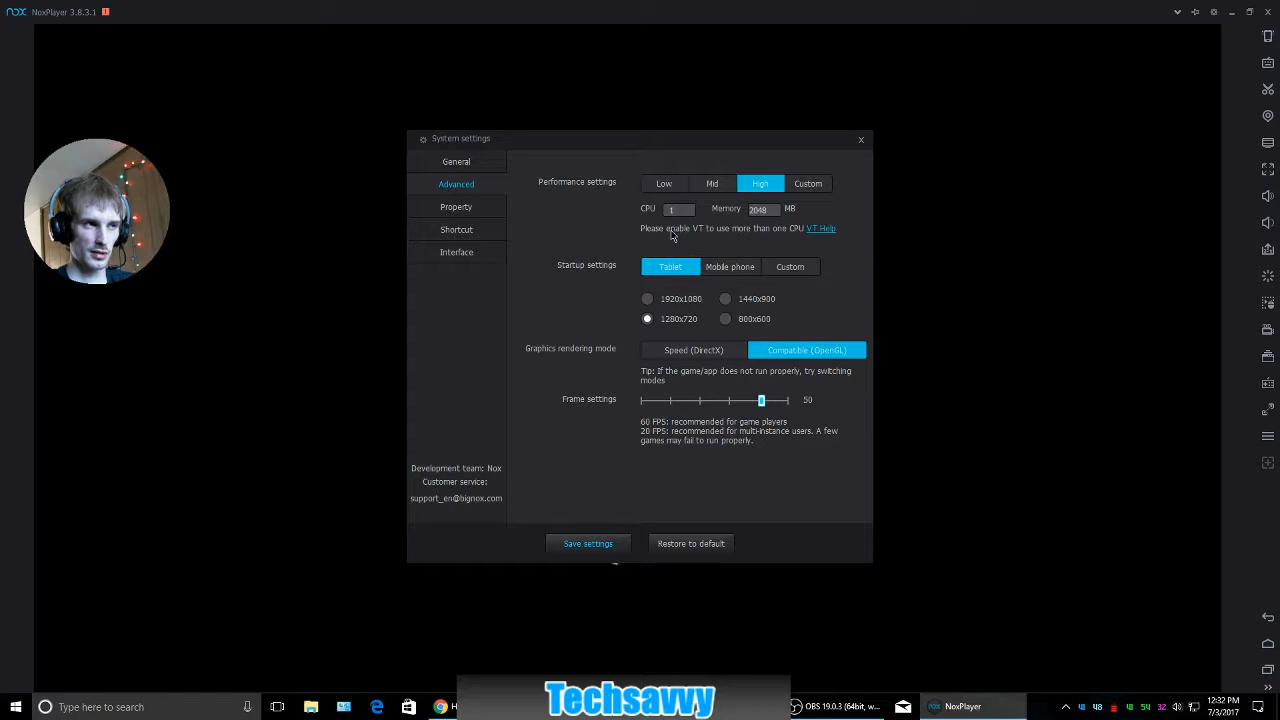 nox NoxPlayer 3.8.3.1
System settings
General
Advanced
Property
Shortcut
Interface
Development team: Nox
Customer service:
support_en@bignox.com
Performance settings
Low Mid High Custom
CPU 1 Memory 2048 MB
Please enable VT to use more than one CPU VT Help
Startup settings
Tablet Mobile phone Custom
1920x1080 1440x900
1280x720 800x600
Graphics rendering mode
Speed (DirectX) Compatible (OpenGL)
Tip: If the game/app does not run properly, try switching
modes
Frame settings 50
60 FPS: recommended for game players
20 FPS: recommended for multi-instance users. A few
games may fail to run properly.
Save settings Restore to default
Techsavvy
Type here to search
H
OBS 19.0.3 (64bit, w...
nox NoxPlayer
12:32 PM
7/3/2017